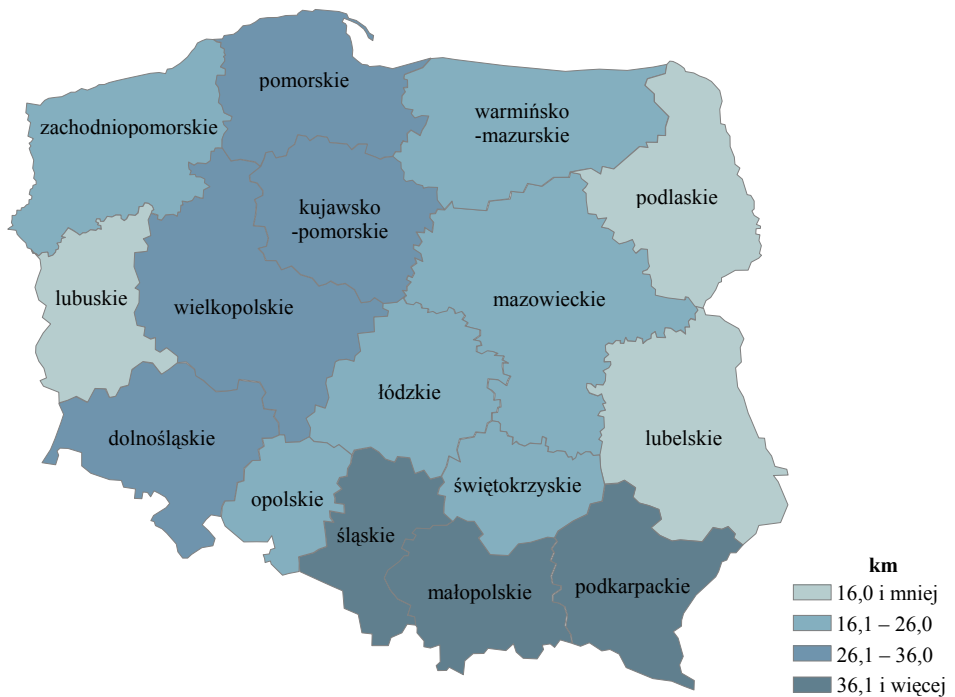 pomorskie
zachodniopomorskie
warmińsko
-mazurskie
podlaskie
kujawsko
-pomorskie
lubuskie
wielkopolskie
mazowieckie
łódzkie
dolnośląskie
lubelskie
opolskie
świętokrzyskie
śląskie
małopolskie
podkarpackie
km
16,0 i mniej
16,1 – 26,0
26,1 – 36,0
36,1 i więcej